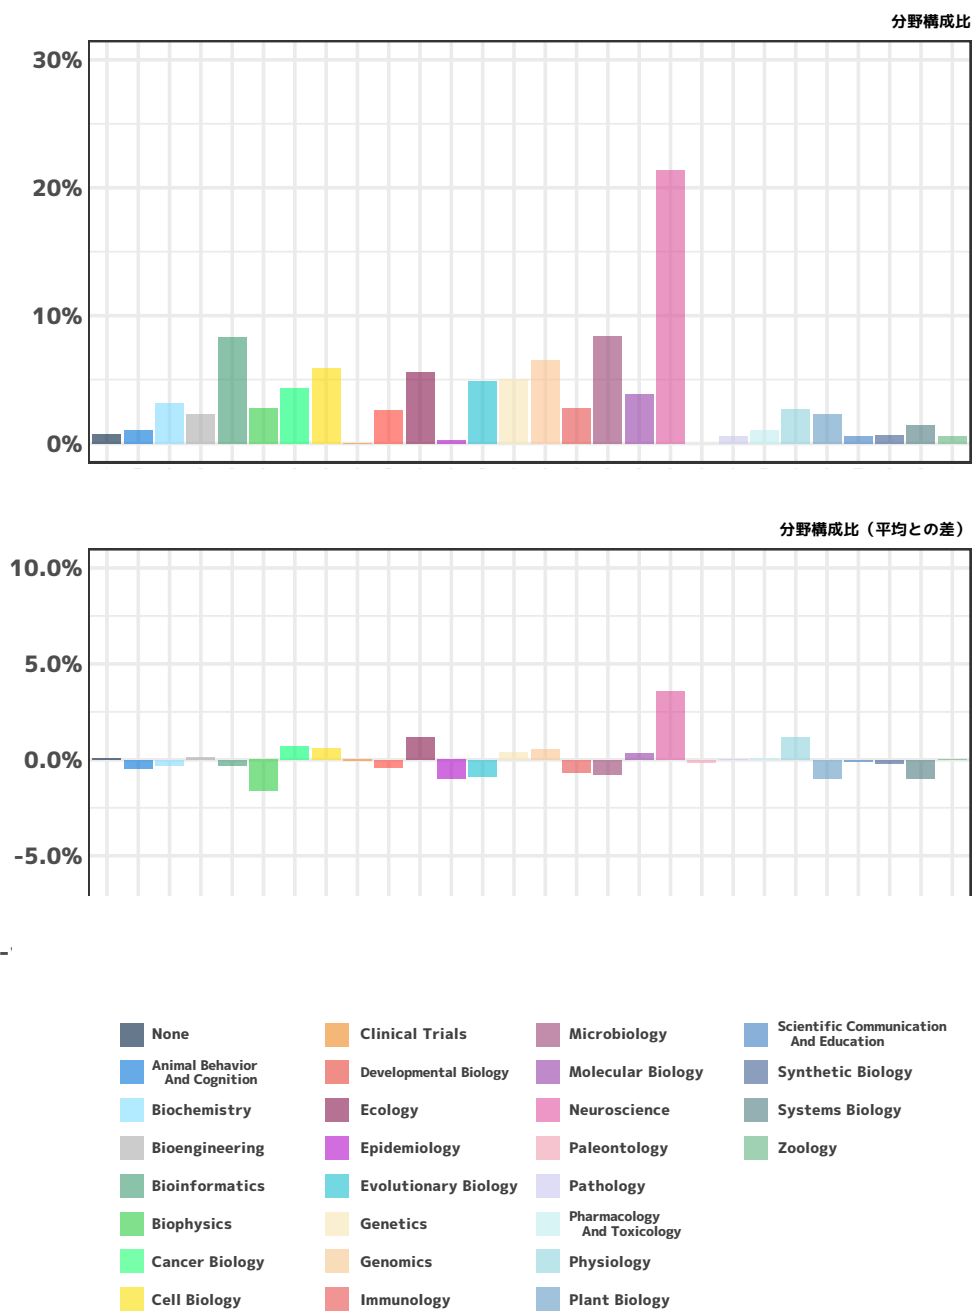 分野構成比
30%
20%
10%
0%
分野構成比（平均との差）
10.0%
5.0%
0.0%
-5.0%
None
Animal Behavior
And Cognition
Biochemistry
Bioengineering
Bioinformatics
Biophysics
Cancer Biology
Cell Biology
Clinical Trials
Developmental Biology
Ecology
Epidemiology
Evolutionary Biology
Genetics
Genomics
Immunology
Microbiology
Molecular Biology
Neuroscience
Paleontology
Pathology
Pharmacology
And Toxicology
Physiology
Plant Biology
Scientific Communication
And Education
Synthetic Biology
Systems Biology
Zoology